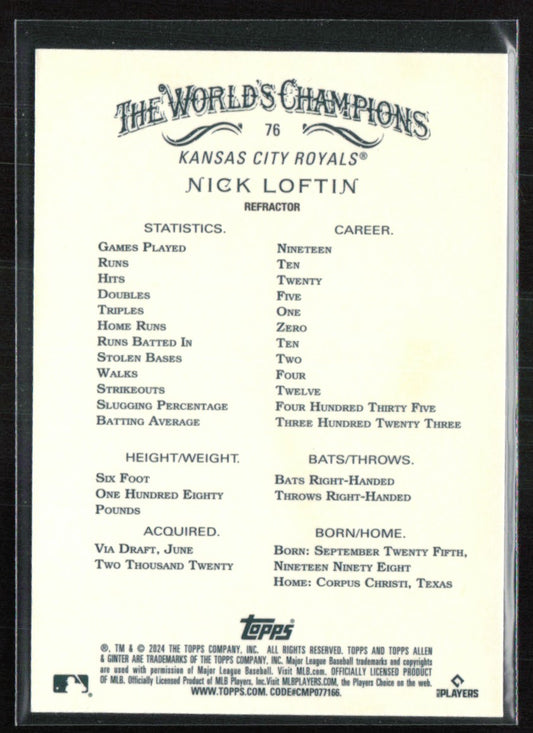 THE WORLD'S CHAMPIONS
76
KANSAS CITY ROYALS®
NICK LOFTIN
REFRACTOR
STATISTICS. CAREER.
GAMES PLAYED NINETEEN
RUNS TEN
HITS TWENTY
DOUBLES FIVE
TRIPLES ONE
HOME RUNS ZERO
RUNS BATTED IN TEN
STOLEN BASES TWO
WALKS FOUR
STRIKEOUTS TWELVE
SLUGGING PERCENTAGE FOUR HUNDRED THIRTY FIVE
BATTING AVERAGE THREE HUNDRED TWENTY THREE
HEIGHT/WEIGHT. BATS/THROWS.
SIX FOOT BATS RIGHT-HANDED
ONE HUNDRED EIGHTY THROWS RIGHT-HANDED
POUNDS
ACQUIRED. BORN/HOME.
VIA DRAFT, JUNE BORN: SEPTEMBER TWENTY FIFTH,
TWO THOUSAND TWENTY NINETEEN NINETY EIGHT
HOME: CORPUS CHRISTI, TEXAS
topps®
®, TM & © 2024 THE TOPPS COMPANY, INC. ALL RIGHTS RESERVED. TOPPS AND TOPPS ALLEN
& GINTER ARE TRADEMARKS OF THE TOPPS COMPANY, INC. Major League Baseball trademarks and copyrights
are used with permission of Major League Baseball. Visit MLB.com. OFFICIALLY LICENSED PRODUCT
OF MLB. Officially Licensed Product of MLB Players, Inc.Visit MLBPLAYERS.COM, the Players Choice on the web.
WWW.TOPPS.COM. CODE#CMP077166.
MLB PLAYERS